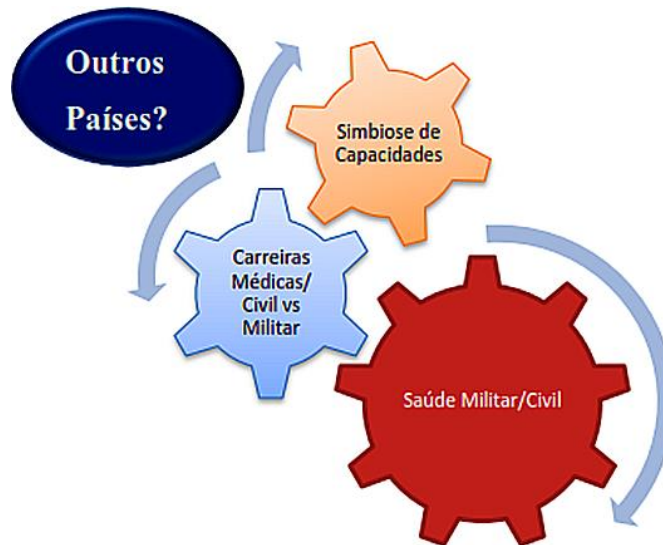 Outros
Países?
Simbiose de
Capacidades
Carreiras
Médicas/
Civil vs
Militar
Saúde Militar/Civil